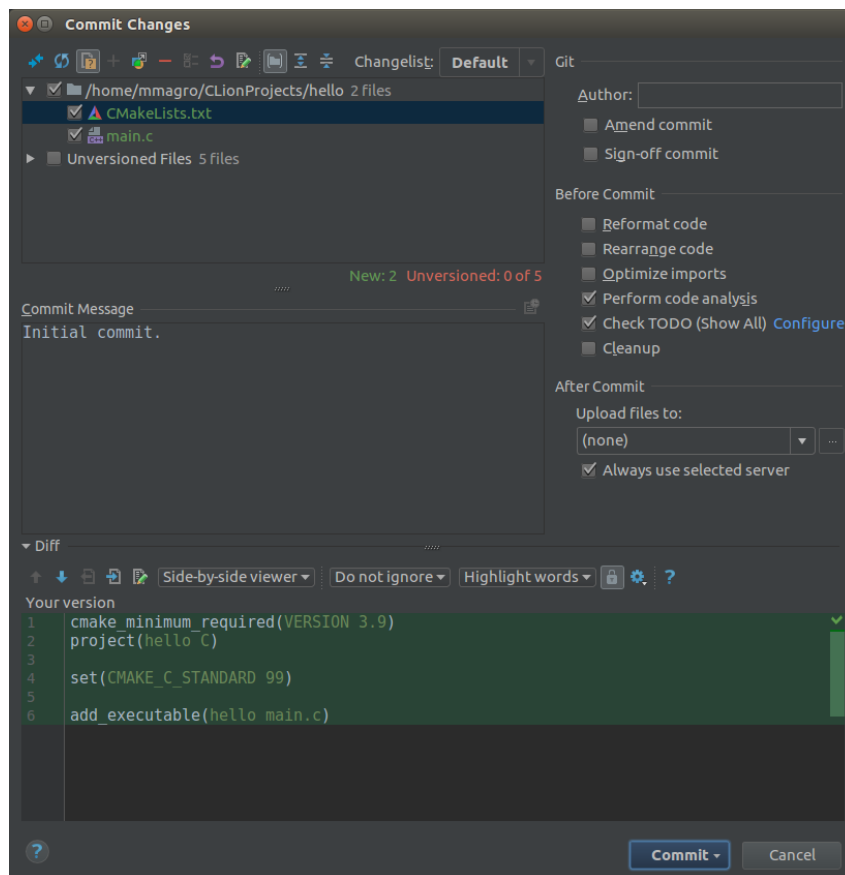 Commit Changes
Changelist: Default
/home/mmagro/CLionProjects/hello 2 files
CMakeLists.txt
main.c
Unversioned Files 5 files
New: 2 Unversioned: 0 of 5
Commit Message
Initial commit.
Git
Author:
Amend commit
Sign-off commit
Before Commit
Reformat code
Rearrange code
Optimize imports
Perform code analysis
Check TODO (Show All) Configure
Cleanup
After Commit
Upload files to:
(none)
...
Always use selected server
Diff
Side-by-side viewer Do not ignore Highlight words ?
Your version
1 cmake_minimum_required(VERSION 3.9)
2 project(hello C)
3
4 set(CMAKE_C_STANDARD 99)
5
6 add_executable(hello main.c)
? Commit Cancel